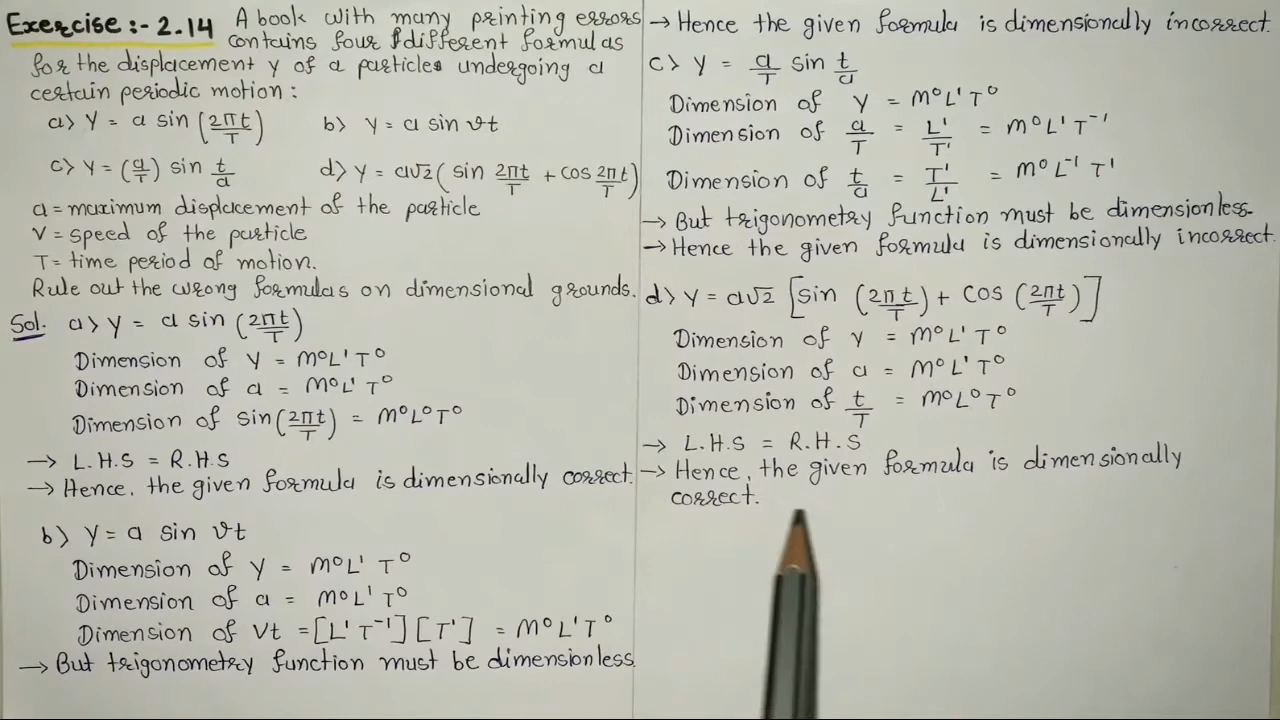 Exercise :- 2.14 A book with many printing errors
contains four different formulas
for the displacement y of a particles undergoing a
certain periodic motion :
a) y = a sin (2πt/T) b) y = a sin vt
c) y = (a/T) sin t/a d) y = a√2 ( sin 2πt/T + cos 2πt/T )
a = maximum displacement of the particle
v = speed of the particle
T = time period of motion.
Rule out the wrong formulas on dimensional grounds.
Sol. a) y = a sin (2πt/T)
Dimension of y = M⁰L¹T⁰
Dimension of a = M⁰L¹T⁰
Dimension of sin(2πt/T) = M⁰L⁰T⁰
→ L.H.S = R.H.S
→ Hence, the given formula is dimensionally correct.
b) y = a sin vt
Dimension of y = M⁰L¹T⁰
Dimension of a = M⁰L¹T⁰
Dimension of vt = [L¹T⁻¹][T¹] = M⁰L¹T⁰
→ But trigonometry function must be dimensionless.
→ Hence the given formula is dimensionally incorrect.
c) y = a/T sin t/a
Dimension of y = M⁰L¹T⁰
Dimension of a/T = L¹/T¹ = M⁰L¹T⁻¹
Dimension of t/a = T¹/L¹ = M⁰L⁻¹T¹
→ But trigonometry function must be dimensionless.
→ Hence the given formula is dimensionally incorrect.
d) y = a√2 [sin (2πt/T) + cos (2πt/T)]
Dimension of y = M⁰L¹T⁰
Dimension of a = M⁰L¹T⁰
Dimension of t/T = M⁰L⁰T⁰
→ L.H.S = R.H.S
→ Hence, the given formula is dimensionally
correct.